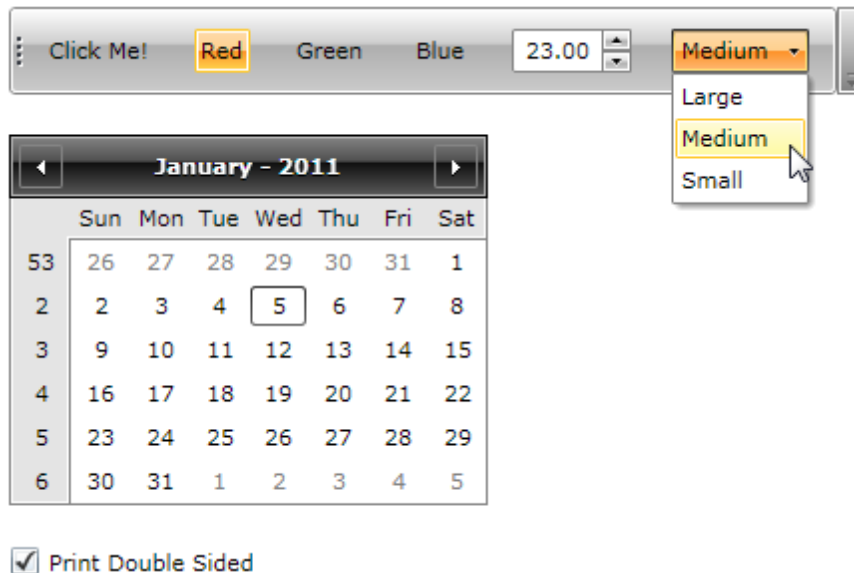 Click Me! Red Green Blue 23.00 Medium
Large
Medium
Small
January - 2011
Sun Mon Tue Wed Thu Fri Sat
53 26 27 28 29 30 31 1
2 2 3 4 5 6 7 8
3 9 10 11 12 13 14 15
4 16 17 18 19 20 21 22
5 23 24 25 26 27 28 29
6 30 31 1 2 3 4 5
Print Double Sided